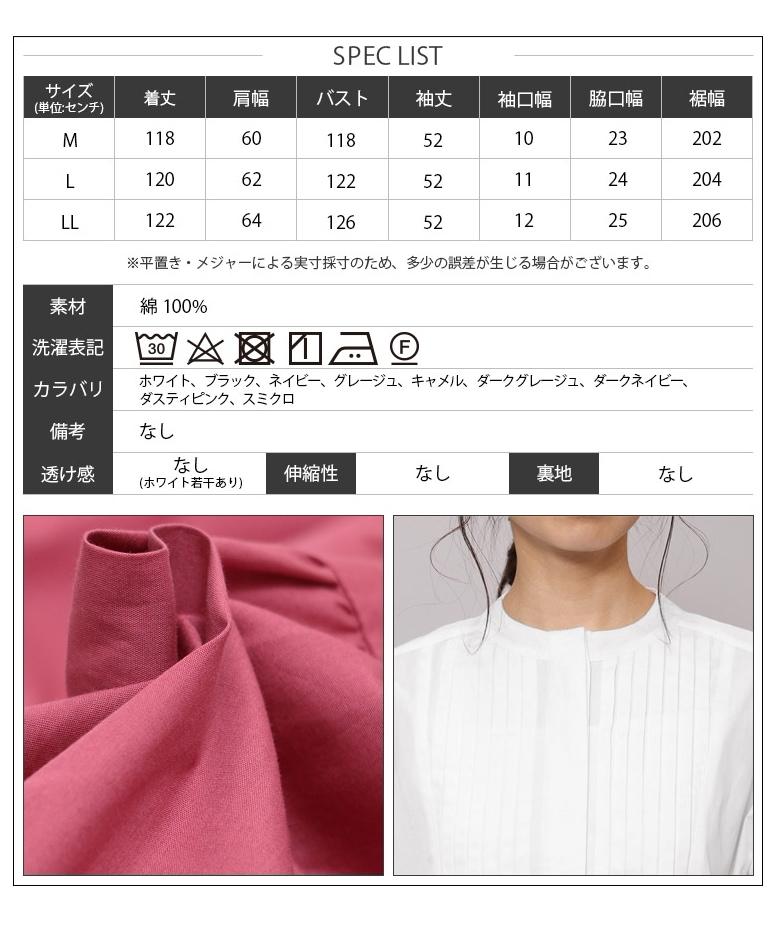 SPEC LIST
サイズ
(単位:センチ)
着丈 肩幅 バスト 袖丈 袖口幅 脇口幅 裾幅
M 118 60 118 52 10 23 202
L 120 62 122 52 11 24 204
LL 122 64 126 52 12 25 206
※平置き・メジャーによる実寸採寸のため、多少の誤差が生じる場合がございます。
素材 綿 100%
洗濯表記 30 F
カラバリ ホワイト、ブラック、ネイビー、グレージュ、キャメル、ダークグレージュ、ダークネイビー、
ダスティピンク、スミクロ
備考 なし
透け感 なし
(ホワイト若干あり)
伸縮性 なし 裏地 なし